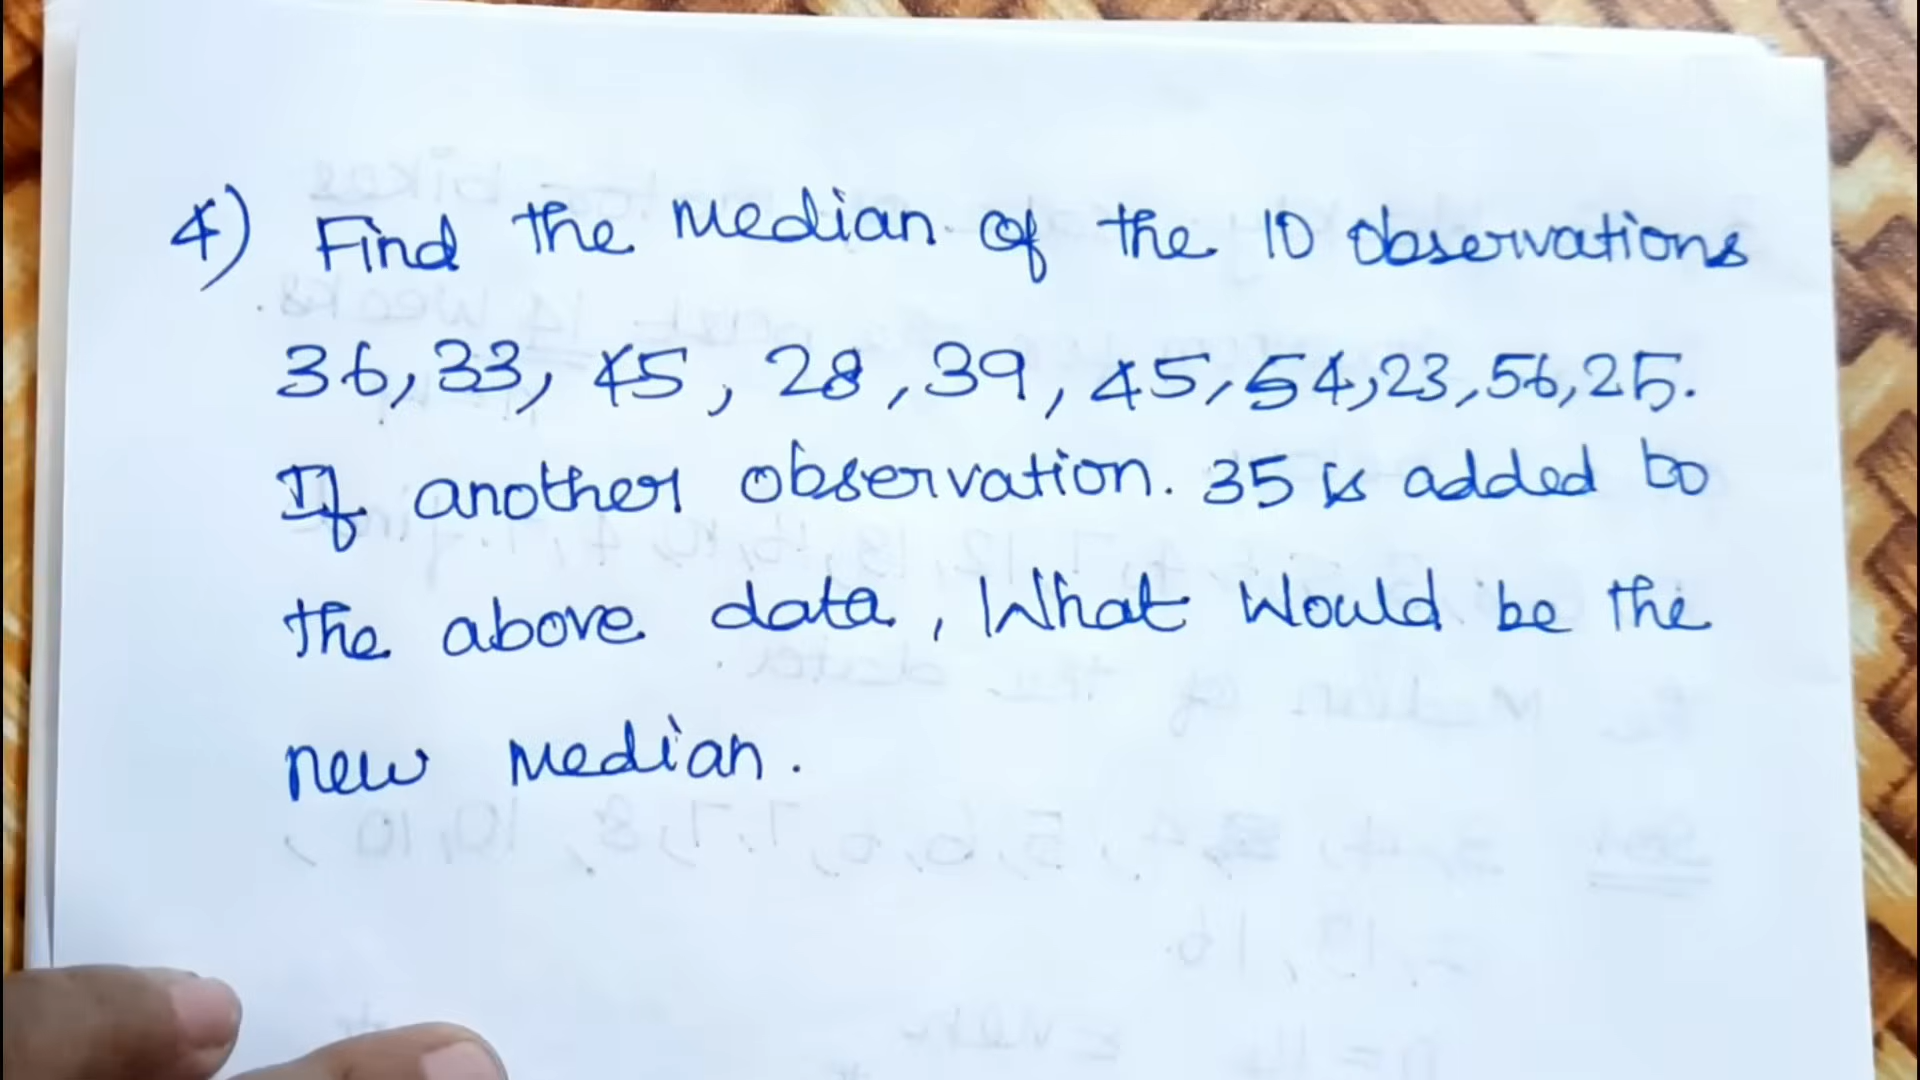 4) Find the Median of the 10 observations
36, 33, 45, 28, 39, 45, 54, 23, 56, 25.
If another observation. 35 is added to
the above data, What Would be the
new Median.